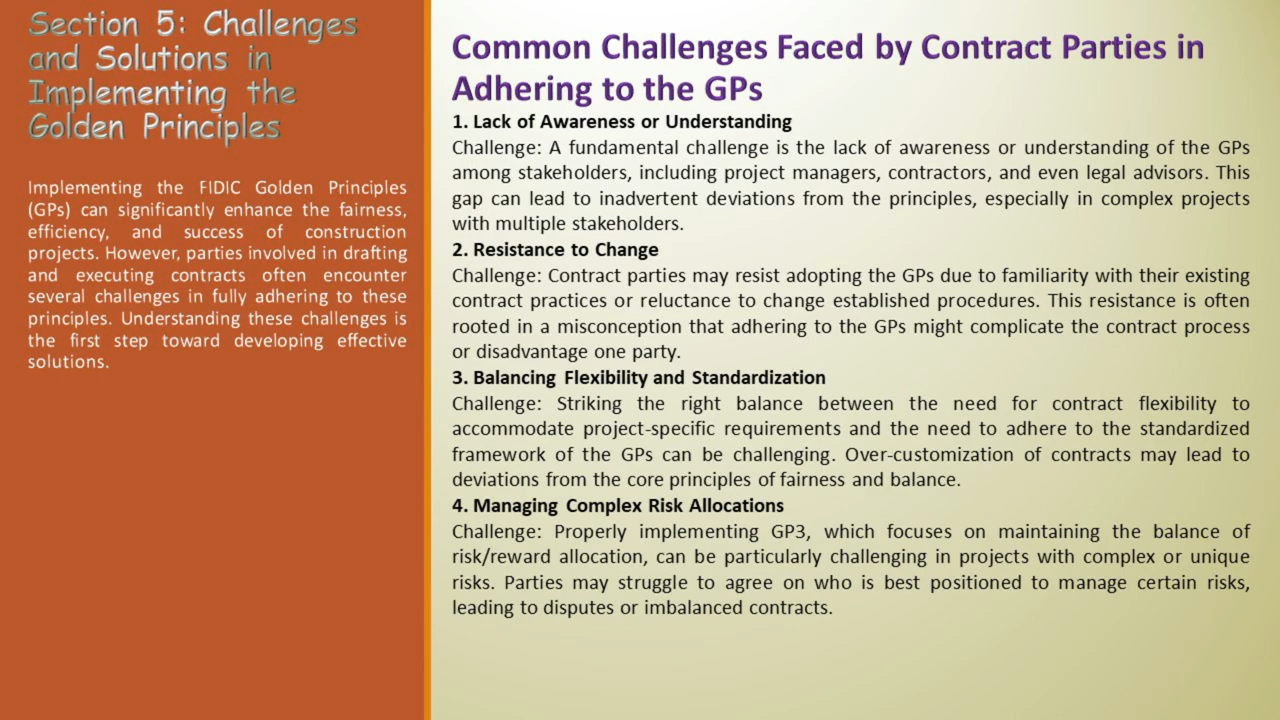 Section 5: Challenges
and Solutions in
Implementing the
Golden Principles
Implementing the FIDIC Golden Principles
(GPs) can significantly enhance the fairness,
efficiency, and success of construction
projects. However, parties involved in drafting
and executing contracts often encounter
several challenges in fully adhering to these
principles. Understanding these challenges is
the first step toward developing effective
solutions.
Common Challenges Faced by Contract Parties in
Adhering to the GPs
1. Lack of Awareness or Understanding
Challenge: A fundamental challenge is the lack of awareness or understanding of the GPs
among stakeholders, including project managers, contractors, and even legal advisors. This
gap can lead to inadvertent deviations from the principles, especially in complex projects
with multiple stakeholders.
2. Resistance to Change
Challenge: Contract parties may resist adopting the GPs due to familiarity with their existing
contract practices or reluctance to change established procedures. This resistance is often
rooted in a misconception that adhering to the GPs might complicate the contract process
or disadvantage one party.
3. Balancing Flexibility and Standardization
Challenge: Striking the right balance between the need for contract flexibility to
accommodate project-specific requirements and the need to adhere to the standardized
framework of the GPs can be challenging. Over-customization of contracts may lead to
deviations from the core principles of fairness and balance.
4. Managing Complex Risk Allocations
Challenge: Properly implementing GP3, which focuses on maintaining the balance of
risk/reward allocation, can be particularly challenging in projects with complex or unique
risks. Parties may struggle to agree on who is best positioned to manage certain risks,
leading to disputes or imbalanced contracts.